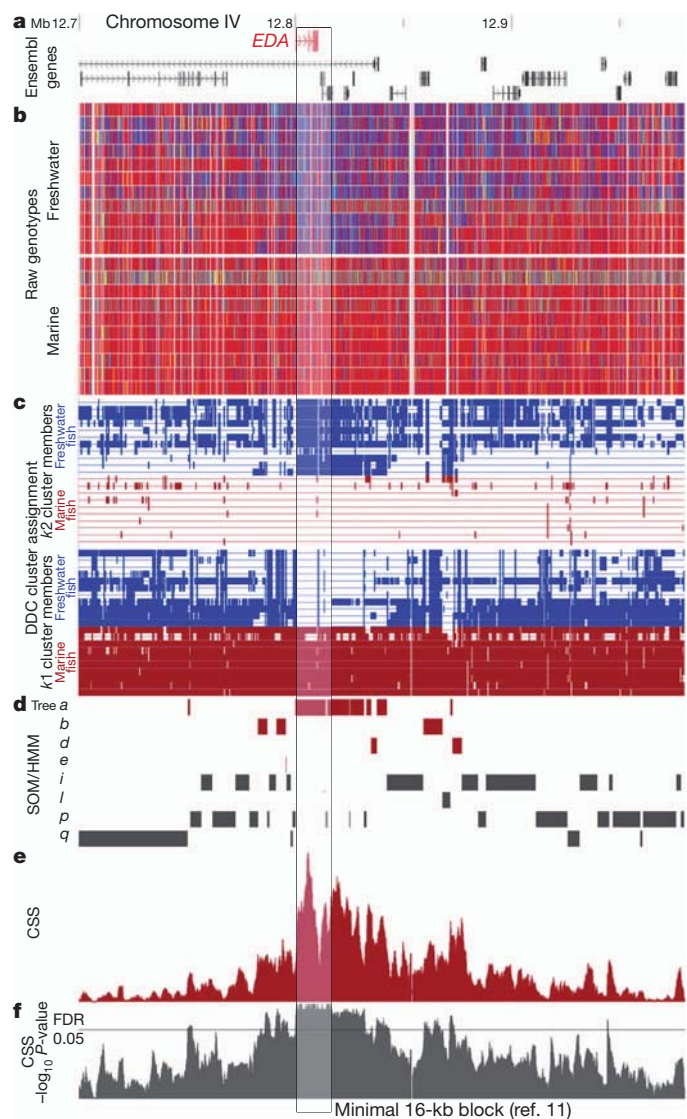 a Mb 12.7 Chromosome IV 12.8 12.9
EDA
Ensembl
genes
b
Raw genotypes
Freshwater
Marine
c
DDC cluster assignment
k2 cluster members
Freshwater
fish
Marine
fish
k1 cluster members
Freshwater
fish
Marine
fish
d Tree a
SOM/HMM
b
d
e
i
l
p
q
e
CSS
f
FDR
0.05
CSS
−log10 P-value
Minimal 16-kb block (ref. 11)